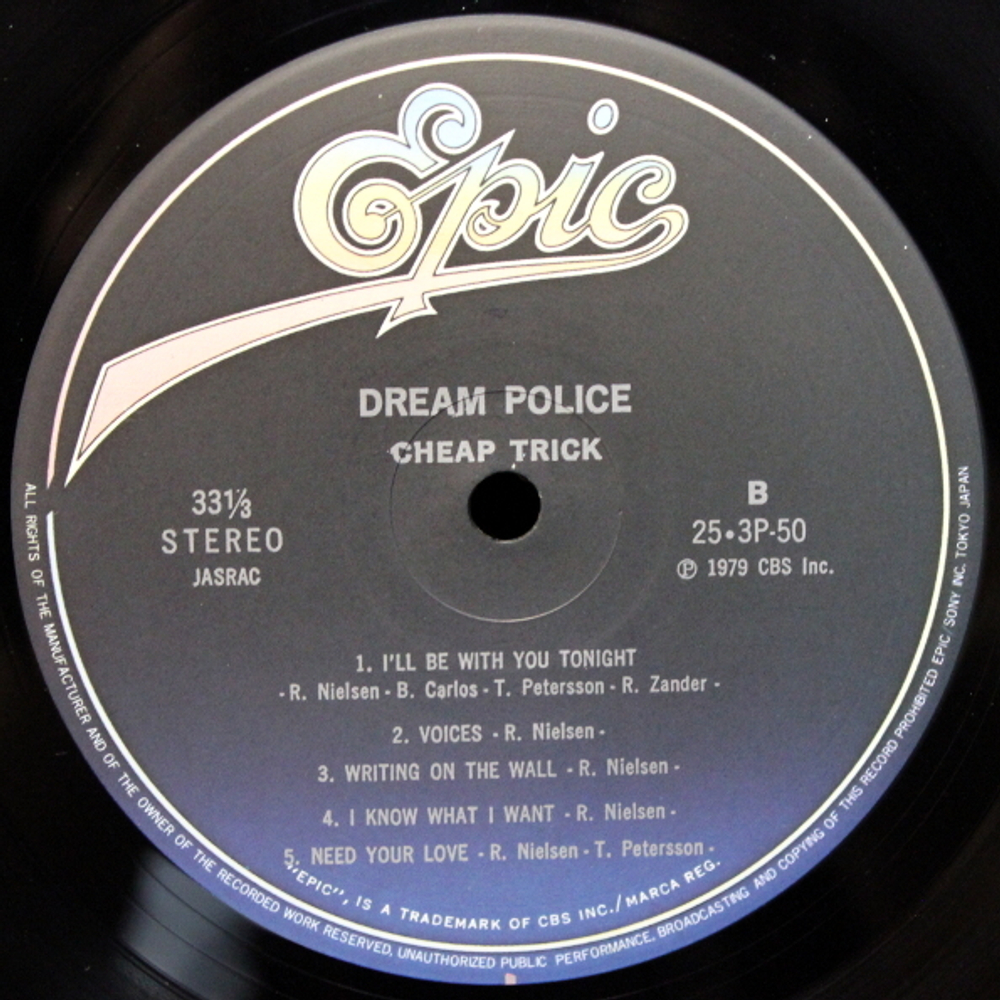 Epic
DREAM POLICE
CHEAP TRICK
33⅓
STEREO
JASRAC
B
25•3P-50
℗ 1979 CBS Inc.
1. I'LL BE WITH YOU TONIGHT
-R. Nielsen-B. Carlos-T. Petersson-R. Zander-
2. VOICES -R. Nielsen-
3. WRITING ON THE WALL -R. Nielsen-
4. I KNOW WHAT I WANT -R. Nielsen-
5. NEED YOUR LOVE -R. Nielsen-T. Petersson-
"EPIC", IS A TRADEMARK OF CBS INC./MARCA REG.
ALL RIGHTS OF THE MANUFACTURER AND OF THE OWNER OF THE RECORDED WORK RESERVED, UNAUTHORIZED PUBLIC PERFORMANCE, BROADCASTING AND COPYING OF THIS RECORD PROHIBITED EPIC/SONY INC. TOKYO JAPAN